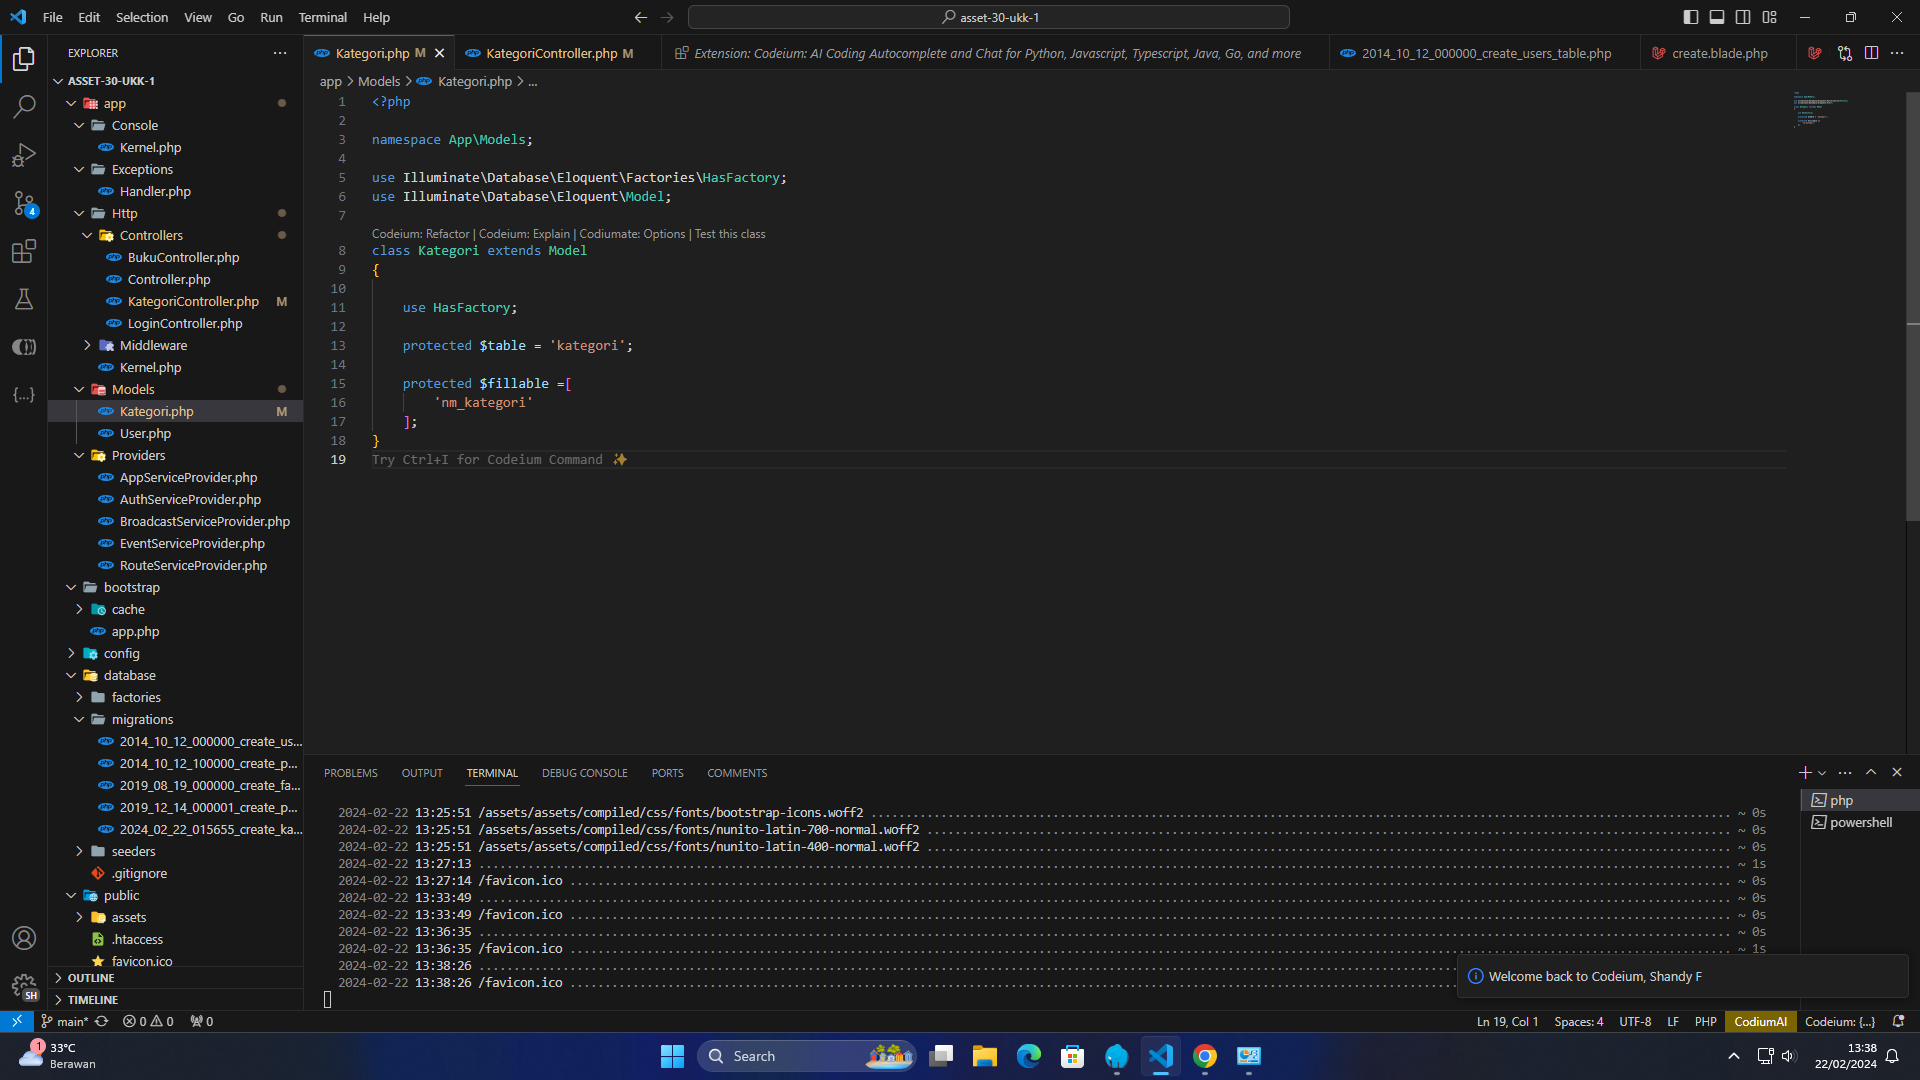 File Edit Selection View Go Run Terminal Help
asset-30-ukk-1
EXPLORER
ASSET-30-UKK-1
app
Console
Kernel.php
Exceptions
Handler.php
Http
Controllers
BukuController.php
Controller.php
KategoriController.php M
LoginController.php
Middleware
Kernel.php
Models
Kategori.php M
User.php
Providers
AppServiceProvider.php
AuthServiceProvider.php
BroadcastServiceProvider.php
EventServiceProvider.php
RouteServiceProvider.php
bootstrap
cache
app.php
config
database
factories
migrations
2014_10_12_000000_create_us...
2014_10_12_100000_create_p...
2019_08_19_000000_create_fa...
2019_12_14_000001_create_p...
2024_02_22_015655_create_ka...
seeders
.gitignore
public
assets
.htaccess
favicon.ico
OUTLINE
TIMELINE
4
SH
Kategori.php M
KategoriController.php M
Extension: Codeium: AI Coding Autocomplete and Chat for Python, Javascript, Typescript, Java, Go, and more
2014_10_12_000000_create_users_table.php
create.blade.php
app > Models > Kategori.php > ...
1 <?php
2
3 namespace App\Models;
4
5 use Illuminate\Database\Eloquent\Factories\HasFactory;
6 use Illuminate\Database\Eloquent\Model;
7
Codeium: Refactor | Codeium: Explain | Codiumate: Options | Test this class
8 class Kategori extends Model
9 {
10
11 use HasFactory;
12
13 protected $table = 'kategori';
14
15 protected $fillable =[
16 'nm_kategori'
17 ];
18 }
19 Try Ctrl+I for Codeium Command ✨
PROBLEMS OUTPUT TERMINAL DEBUG CONSOLE PORTS COMMENTS
2024-02-22 13:25:51 /assets/assets/compiled/css/fonts/bootstrap-icons.woff2 ~ 0s
2024-02-22 13:25:51 /assets/assets/compiled/css/fonts/nunito-latin-700-normal.woff2 ~ 0s
2024-02-22 13:25:51 /assets/assets/compiled/css/fonts/nunito-latin-400-normal.woff2 ~ 0s
2024-02-22 13:27:13 ~ 1s
2024-02-22 13:27:14 /favicon.ico ~ 0s
2024-02-22 13:33:49 ~ 0s
2024-02-22 13:33:49 /favicon.ico ~ 0s
2024-02-22 13:36:35 ~ 0s
2024-02-22 13:36:35 /favicon.ico ~ 1s
2024-02-22 13:38:26
2024-02-22 13:38:26 /favicon.ico
php
powershell
Welcome back to Codeium, Shandy F
main* 0 0 0
Ln 19, Col 1 Spaces: 4 UTF-8 LF PHP CodiumAI Codeium: {...}
1
33°C
Berawan
Search
13:38
22/02/2024